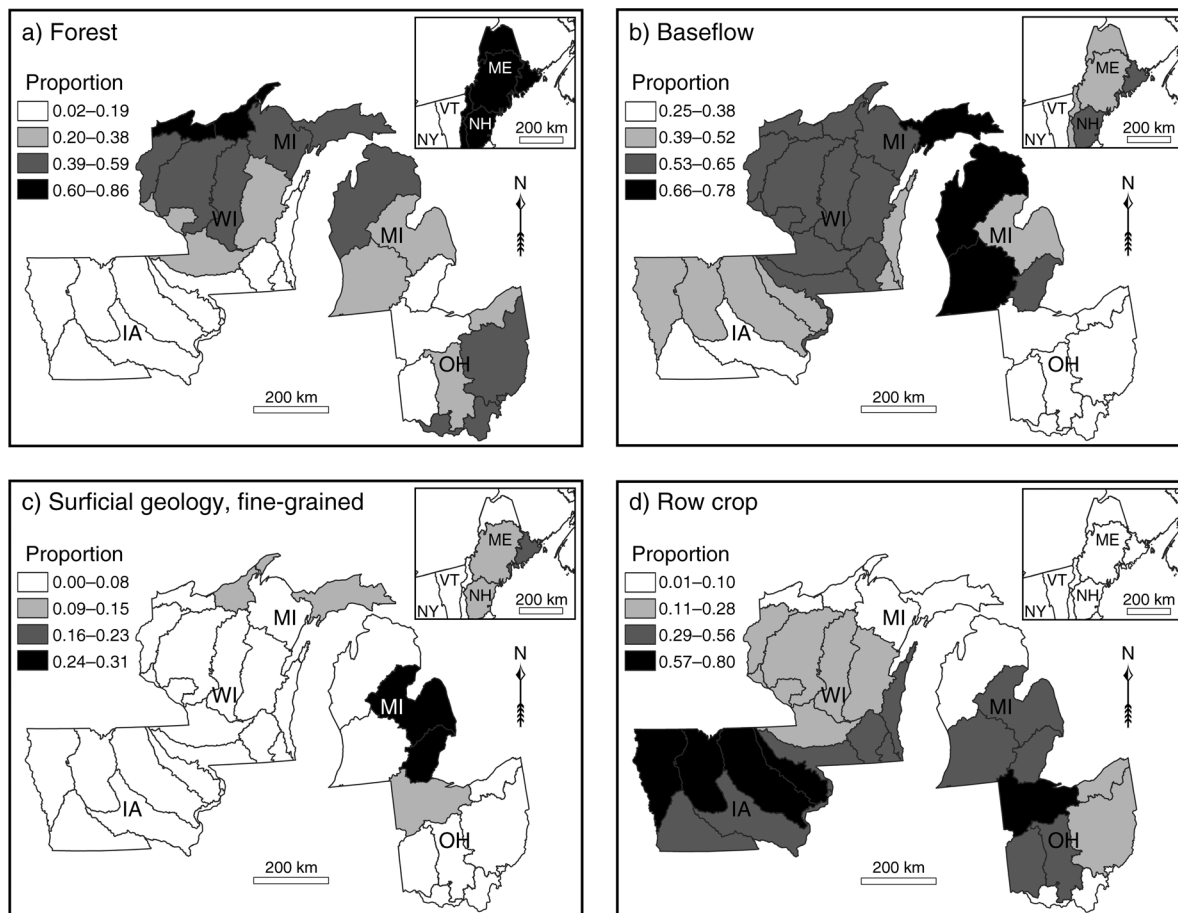 a) Forest
Proportion
0.02–0.19
0.20–0.38
0.39–0.59
0.60–0.86
ME
VT
NH
NY
200 km
MI
WI
MI
IA
OH
N
200 km
b) Baseflow
Proportion
0.25–0.38
0.39–0.52
0.53–0.65
0.66–0.78
ME
VT
NH
NY
200 km
MI
WI
MI
IA
OH
N
200 km
c) Surficial geology, fine-grained
Proportion
0.00–0.08
0.09–0.15
0.16–0.23
0.24–0.31
ME
VT
NH
NY
200 km
MI
WI
MI
IA
OH
N
200 km
d) Row crop
Proportion
0.01–0.10
0.11–0.28
0.29–0.56
0.57–0.80
ME
VT
NH
NY
200 km
MI
WI
MI
IA
OH
N
200 km